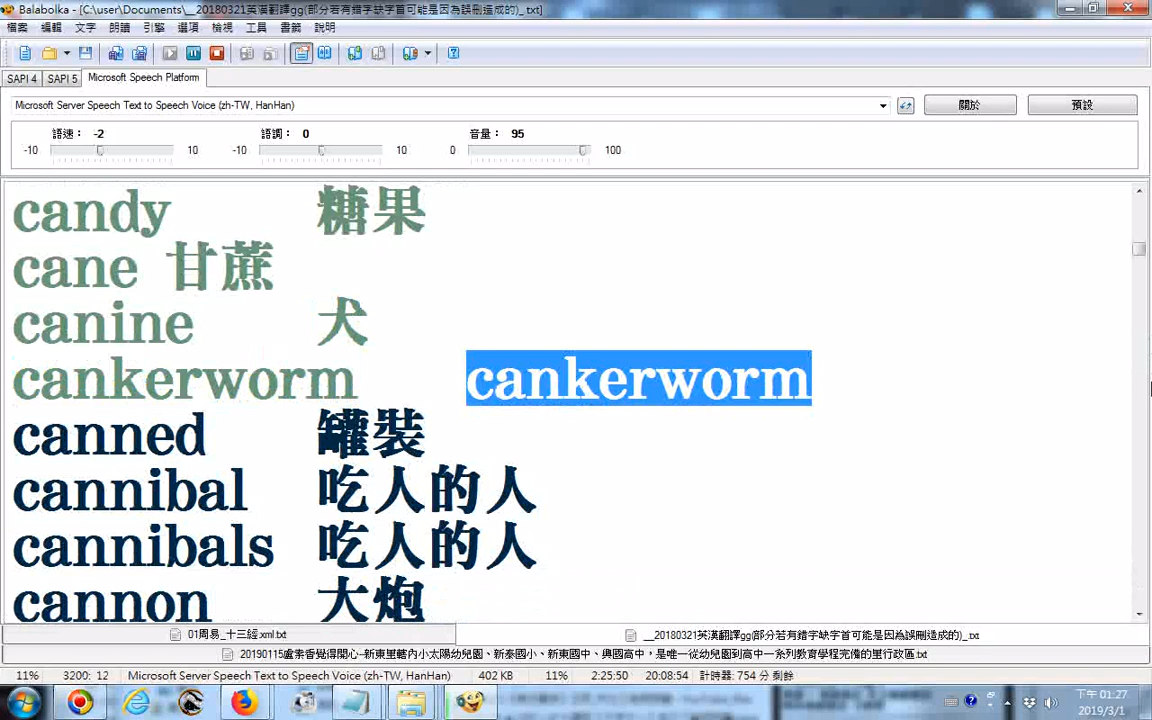 Balabolka - [C:\user\Documents\__20180321英漢翻譯gg(部分若有錯字缺字首可能是因為誤刪造成的)_.txt]
檔案 編輯 文字 朗讀 引擎 選項 檢視 工具 書籤 說明
SAPI 4 SAPI 5 Microsoft Speech Platform
Microsoft Server Speech Text to Speech Voice (zh-TW, HanHan) 關於 預設
語速： -2 語調： 0 音量： 95
-10 10 -10 10 0 100
candy 糖果
cane 甘蔗
canine 犬
cankerworm cankerworm
canned 罐裝
cannibal 吃人的人
cannibals 吃人的人
cannon 大炮
01周易_十三經.xml.txt __20180321英漢翻譯gg(部分若有錯字缺字首可能是因為誤刪造成的)_.txt
20190115盧素香覺得開心--新東里轄內小太陽幼兒園、新泰國小、新東國中、興國高中，是唯一從幼兒園到高中一系列教育學程完備的里行政區.txt
11% 3200: 12 Microsoft Server Speech Text to Speech Voice (zh-TW, HanHan) 402 KB 11% 2:25:50 20:08:54 計時器: 754 分 剩餘
下午 01:27
2019/3/1